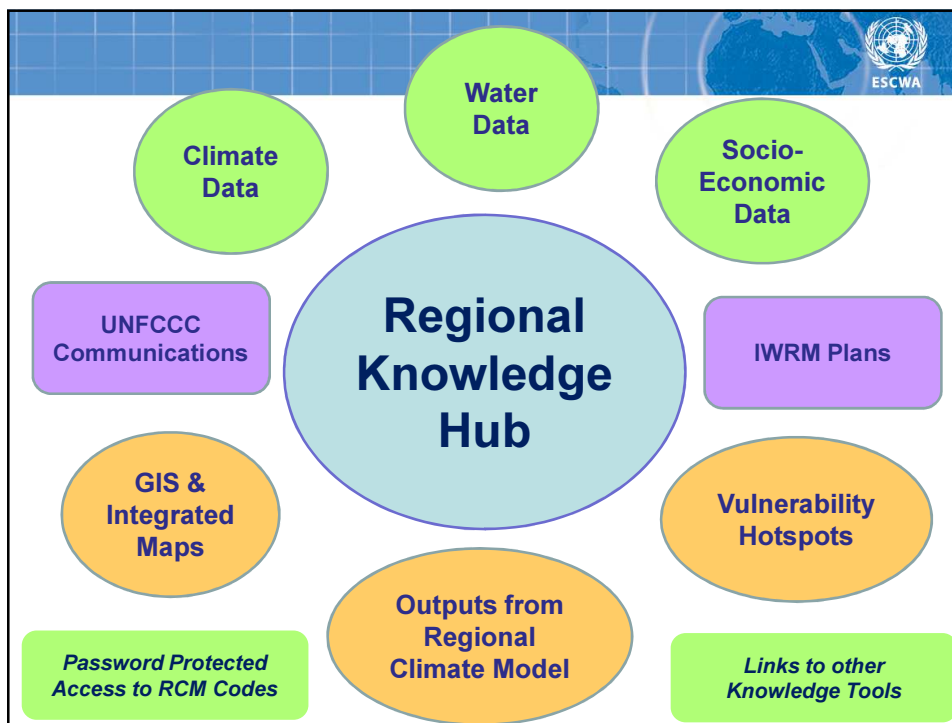 ESCWA
Water
Data
Climate
Data
Socio-
Economic
Data
UNFCCC
Communications
Regional
Knowledge
Hub
IWRM Plans
GIS &
Integrated
Maps
Vulnerability
Hotspots
Outputs from
Regional
Climate Model
Password Protected
Access to RCM Codes
Links to other
Knowledge Tools